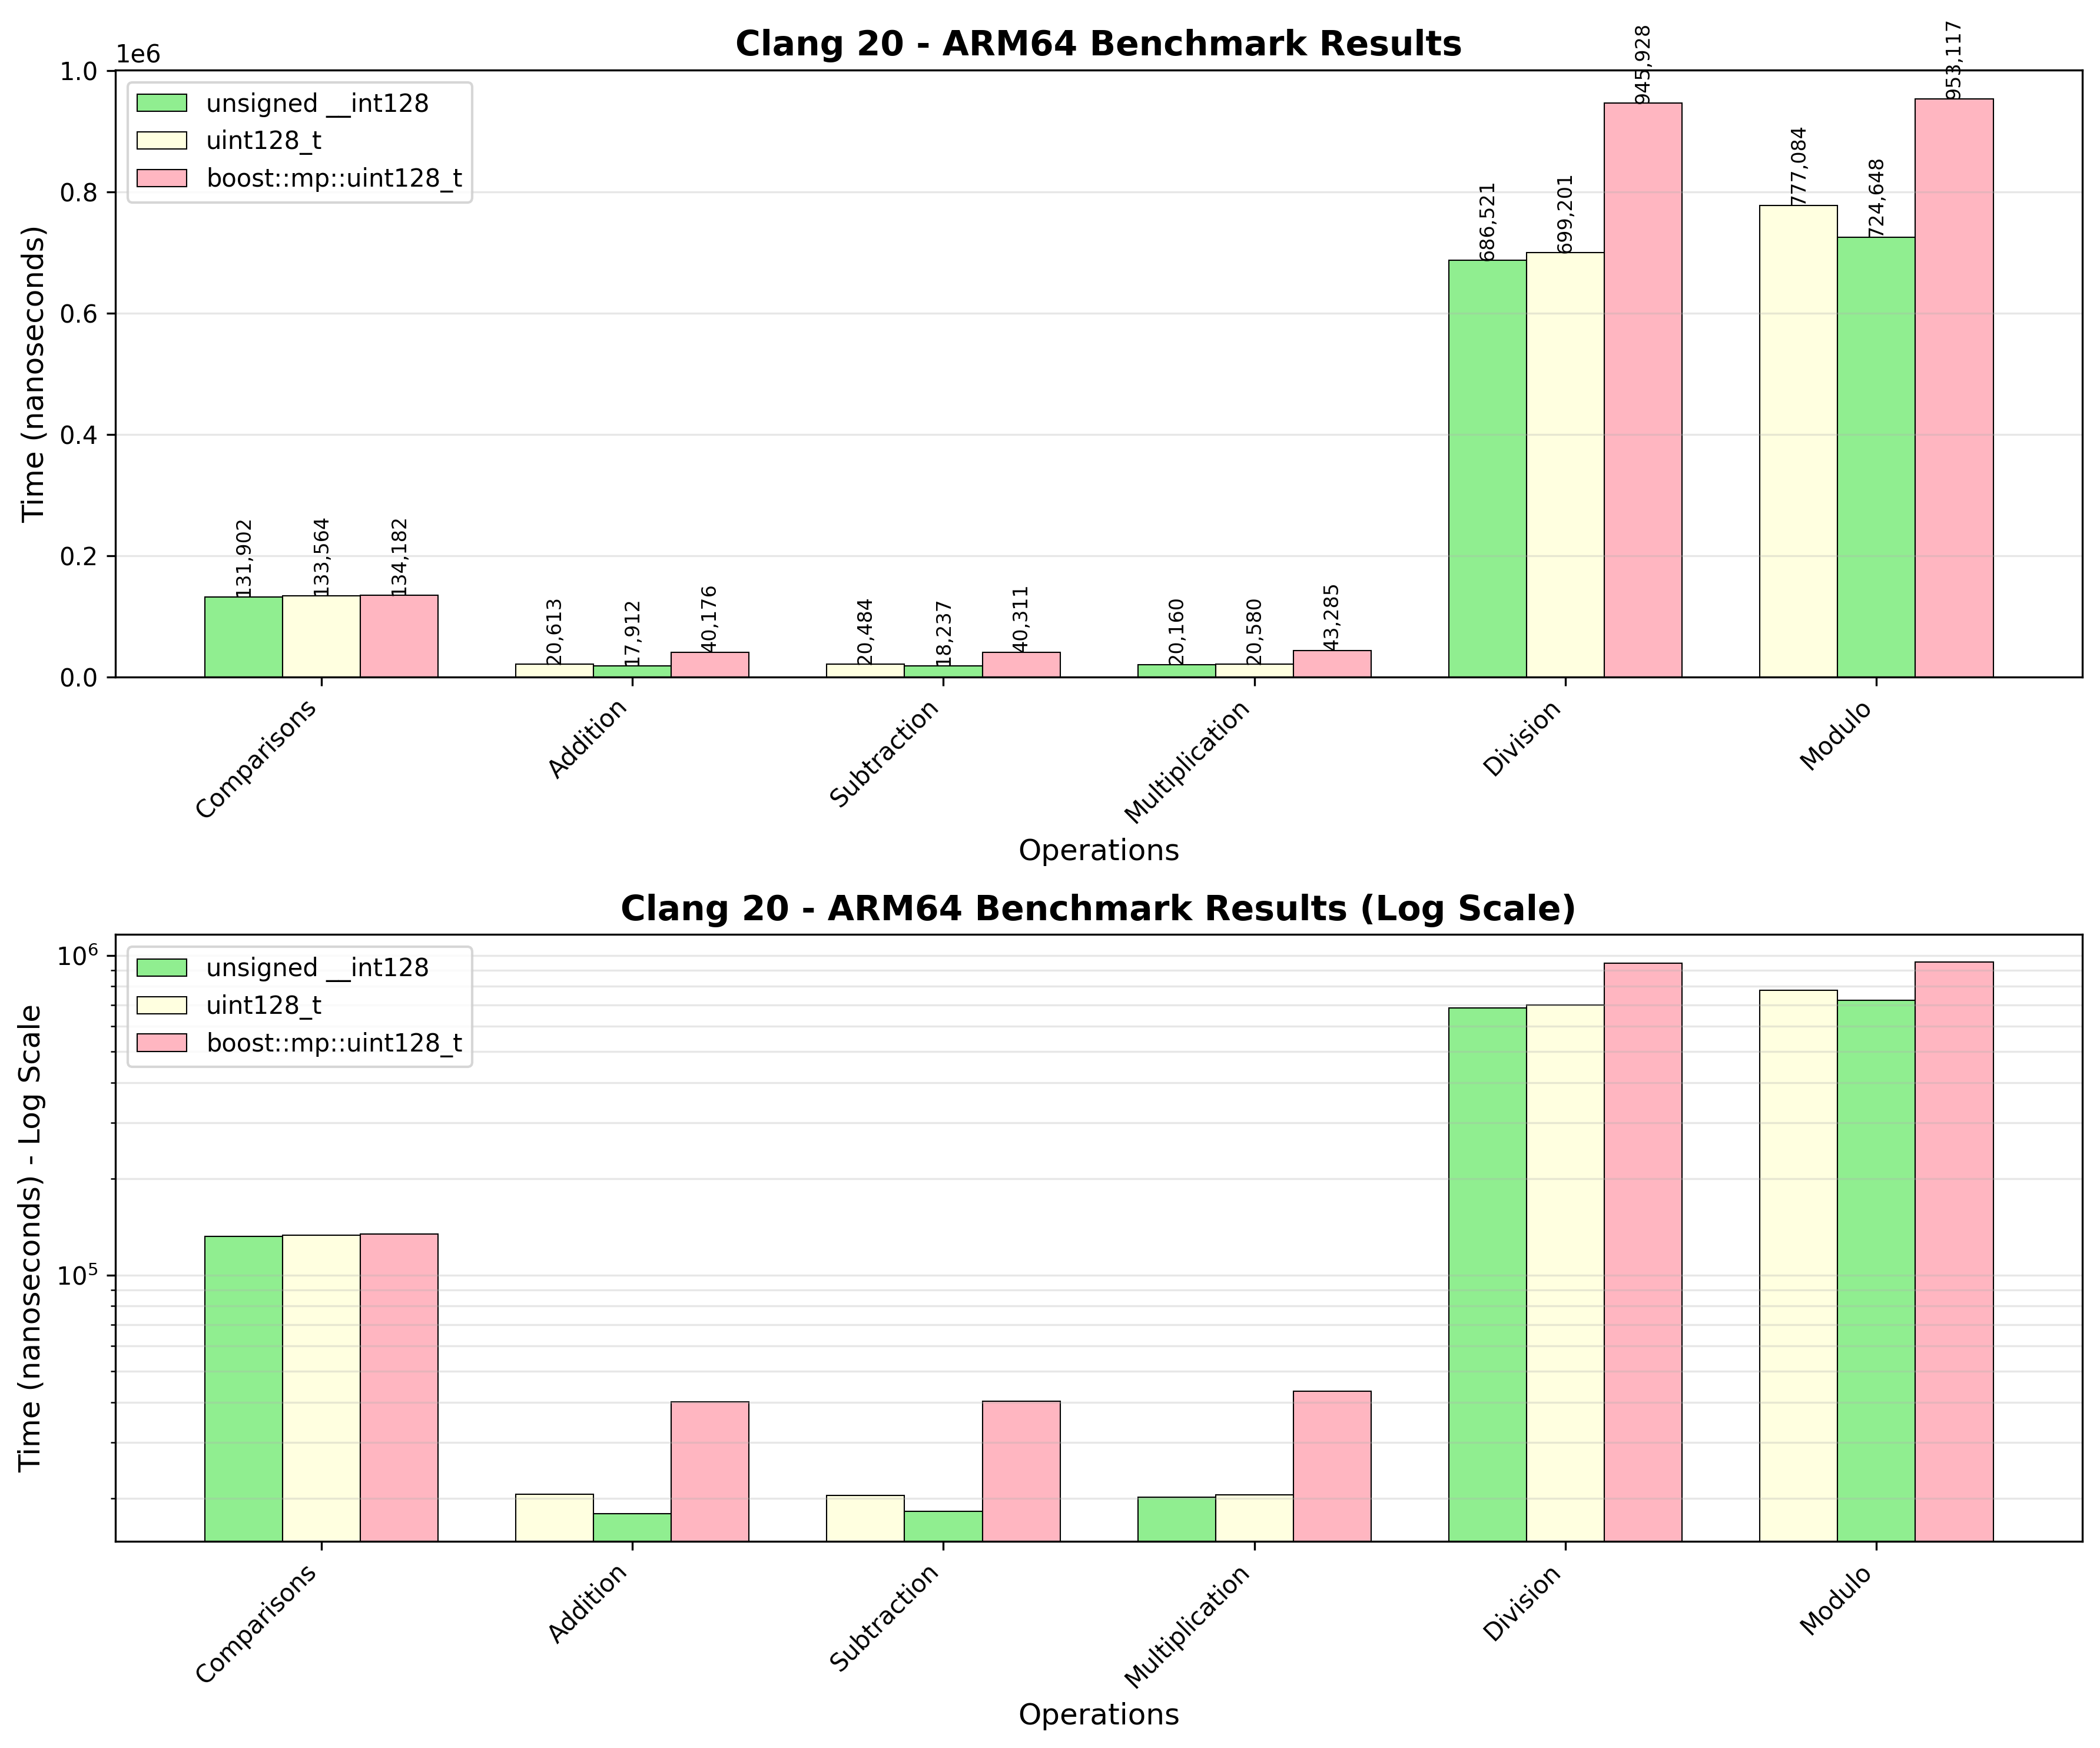 Clang 20 - ARM64 Benchmark Results
1e6
1.0
0.8
0.6
0.4
0.2
0.0
Time (nanoseconds)
unsigned __int128
uint128_t
boost::mp::uint128_t
131,902
133,564
134,182
20,613
17,912
40,176
20,484
18,237
40,311
20,160
20,580
43,285
686,521
699,201
945,928
777,084
724,648
953,117
Comparisons
Addition
Subtraction
Multiplication
Division
Modulo
Operations
Clang 20 - ARM64 Benchmark Results (Log Scale)
10⁶
10⁵
Time (nanoseconds) - Log Scale
unsigned __int128
uint128_t
boost::mp::uint128_t
Comparisons
Addition
Subtraction
Multiplication
Division
Modulo
Operations